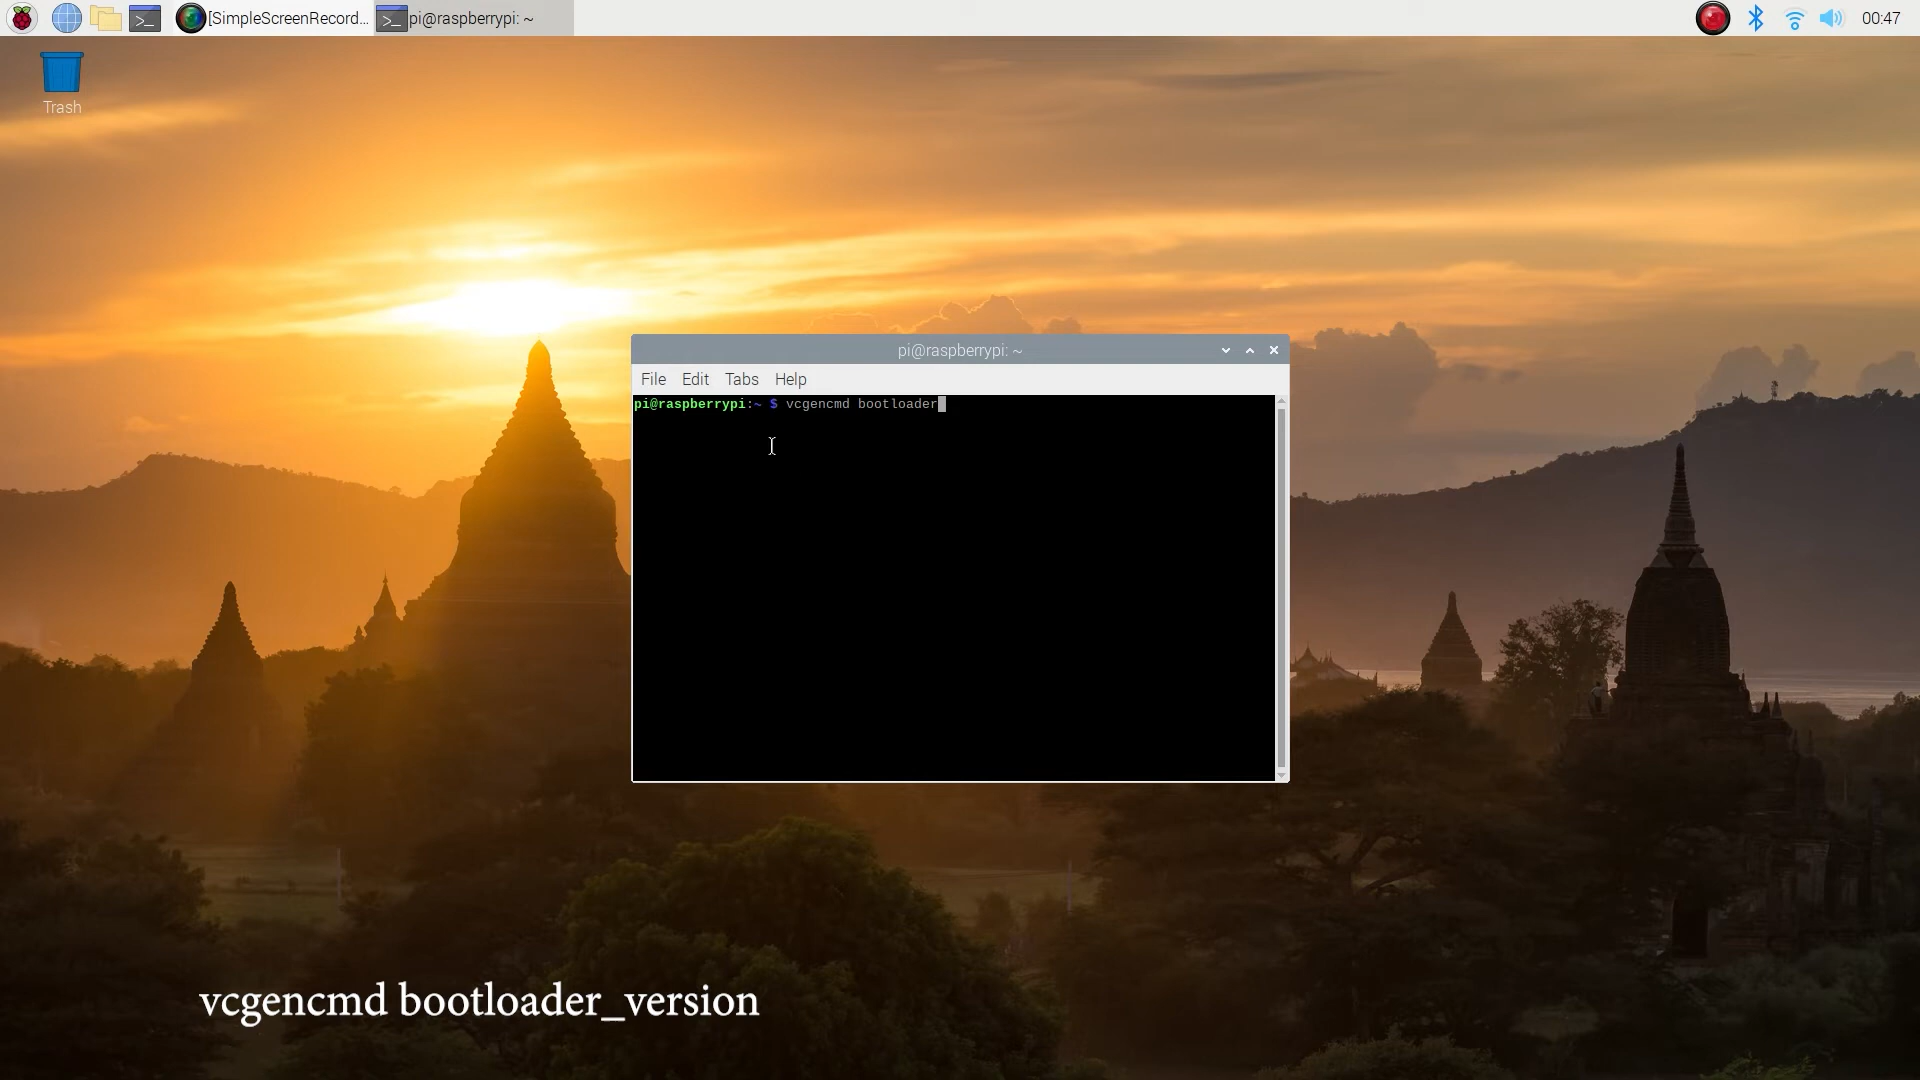 [SimpleScreenRecord... pi@raspberrypi: ~ 00:47
Trash
pi@raspberrypi: ~
File Edit Tabs Help
pi@raspberrypi:~ $ vcgencmd bootloader
vcgencmd bootloader_version